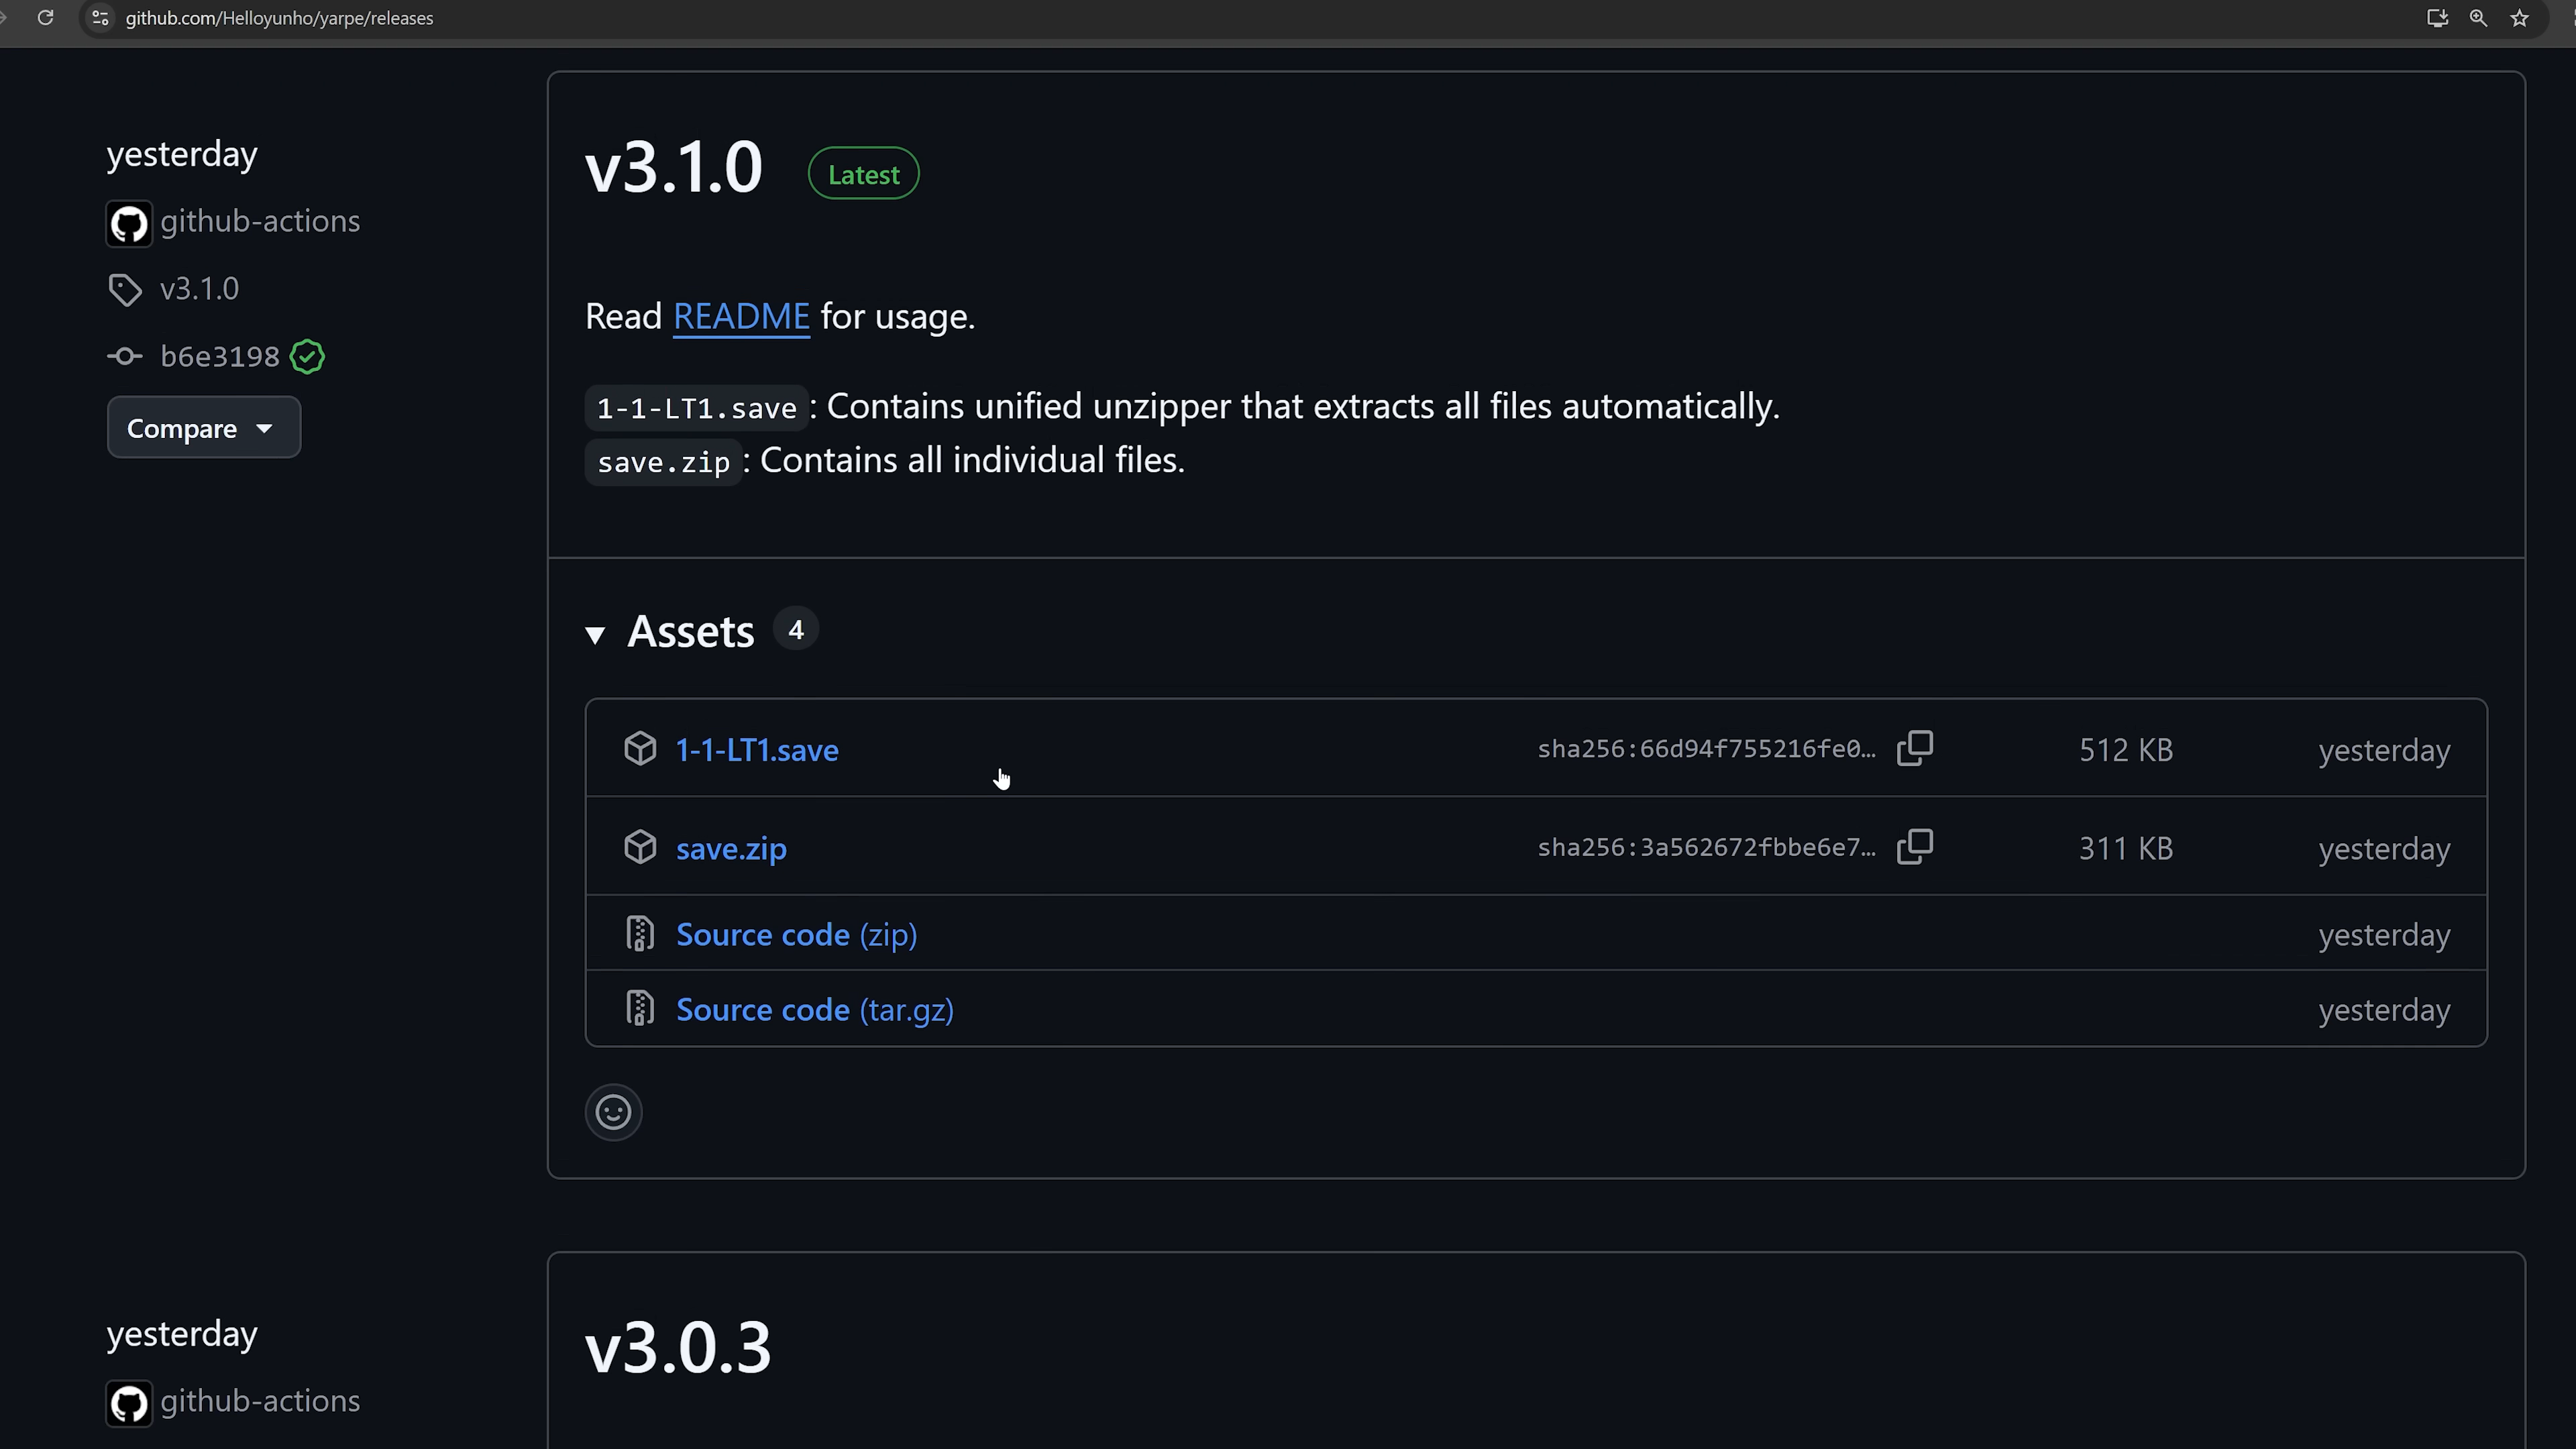 github.com/Helloyunho/yarpe/releases
yesterday
github-actions
v3.1.0
b6e3198
Compare
v3.1.0 Latest
Read README for usage.
1-1-LT1.save : Contains unified unzipper that extracts all files automatically.
save.zip : Contains all individual files.
Assets 4
1-1-LT1.save sha256:66d94f755216fe0… 512 KB yesterday
save.zip sha256:3a562672fbbe6e7… 311 KB yesterday
Source code (zip) yesterday
Source code (tar.gz) yesterday
yesterday
github-actions
v3.0.3